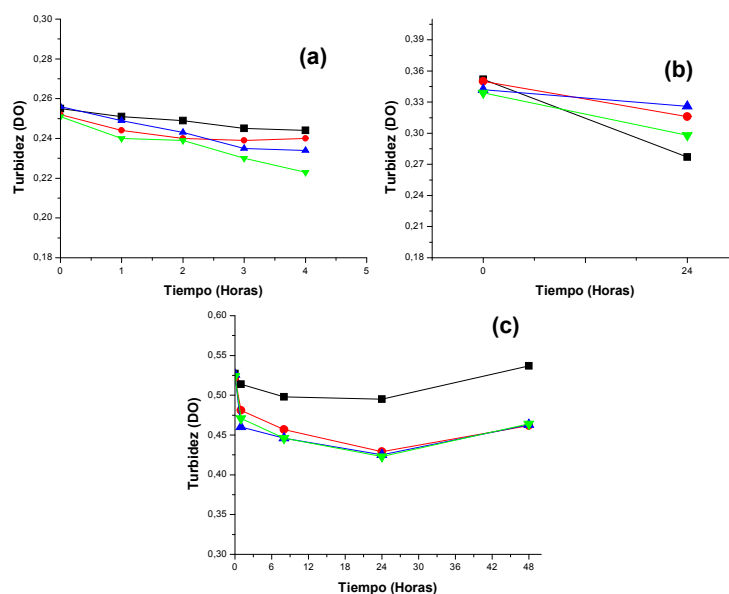 (a)
Turbidez (DO)
0,30
0,28
0,26
0,24
0,22
0,20
0,18
0 1 2 3 4 5
Tiempo (Horas)
(b)
Turbidez (DO)
0,39
0,36
0,33
0,30
0,27
0,24
0,21
0,18
0 24
Tiempo (Horas)
(c)
Turbidez (DO)
0,60
0,55
0,50
0,45
0,40
0,35
0,30
0 6 12 18 24 30 36 42 48
Tiempo (Horas)